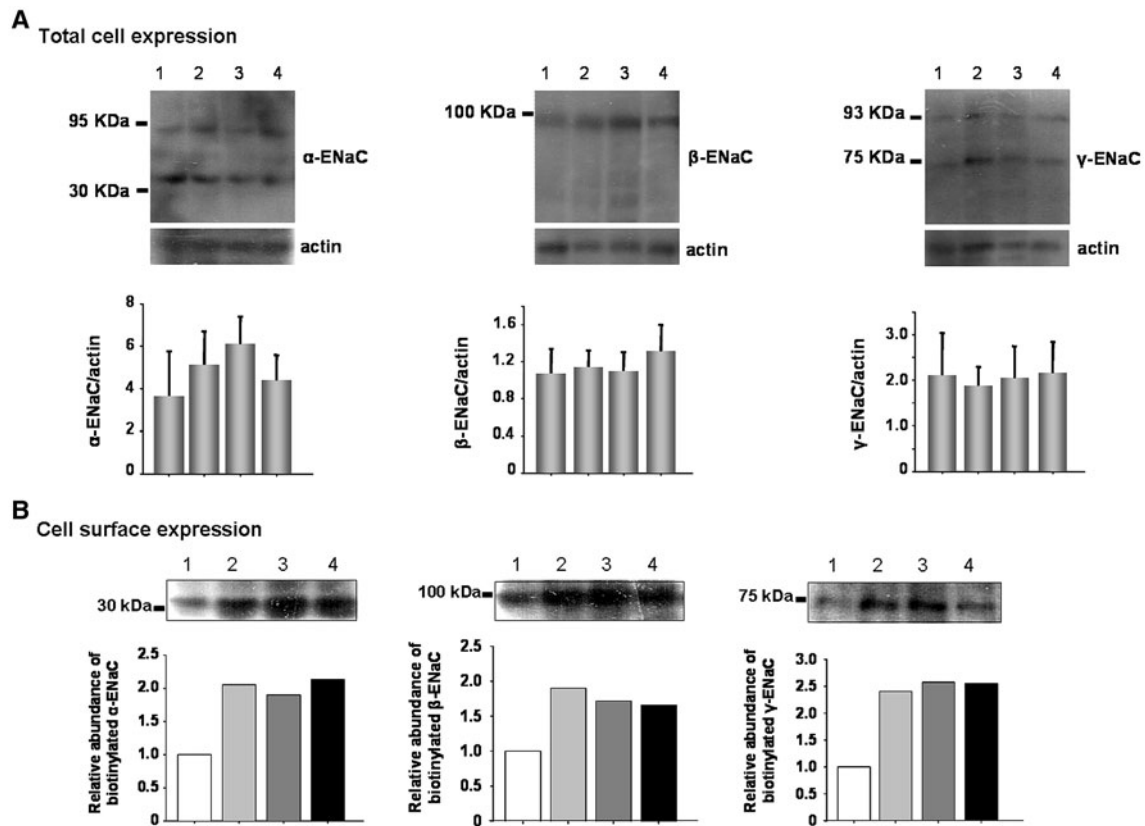 A
Total cell expression
1 2 3 4
95 KDa
α-ENaC
30 KDa
actin
1 2 3 4
100 KDa
β-ENaC
actin
1 2 3 4
93 KDa
75 KDa
γ-ENaC
actin
α-ENaC/actin
8
6
4
2
0
β-ENaC/actin
1.6
1.2
0.8
0.4
0
γ-ENaC/actin
3.0
2.0
1.0
0
B
Cell surface expression
1 2 3 4
30 kDa
1 2 3 4
100 kDa
1 2 3 4
75 kDa
Relative abundance of
biotinylated α-ENaC
2.5
2.0
1.5
1.0
0.5
0.0
Relative abundance of
biotinylated β-ENaC
2.5
2.0
1.5
1.0
0.5
0.0
Relative abundance of
biotinylated γ-ENaC
3.0
2.5
2.0
1.5
1.0
0.5
0.0